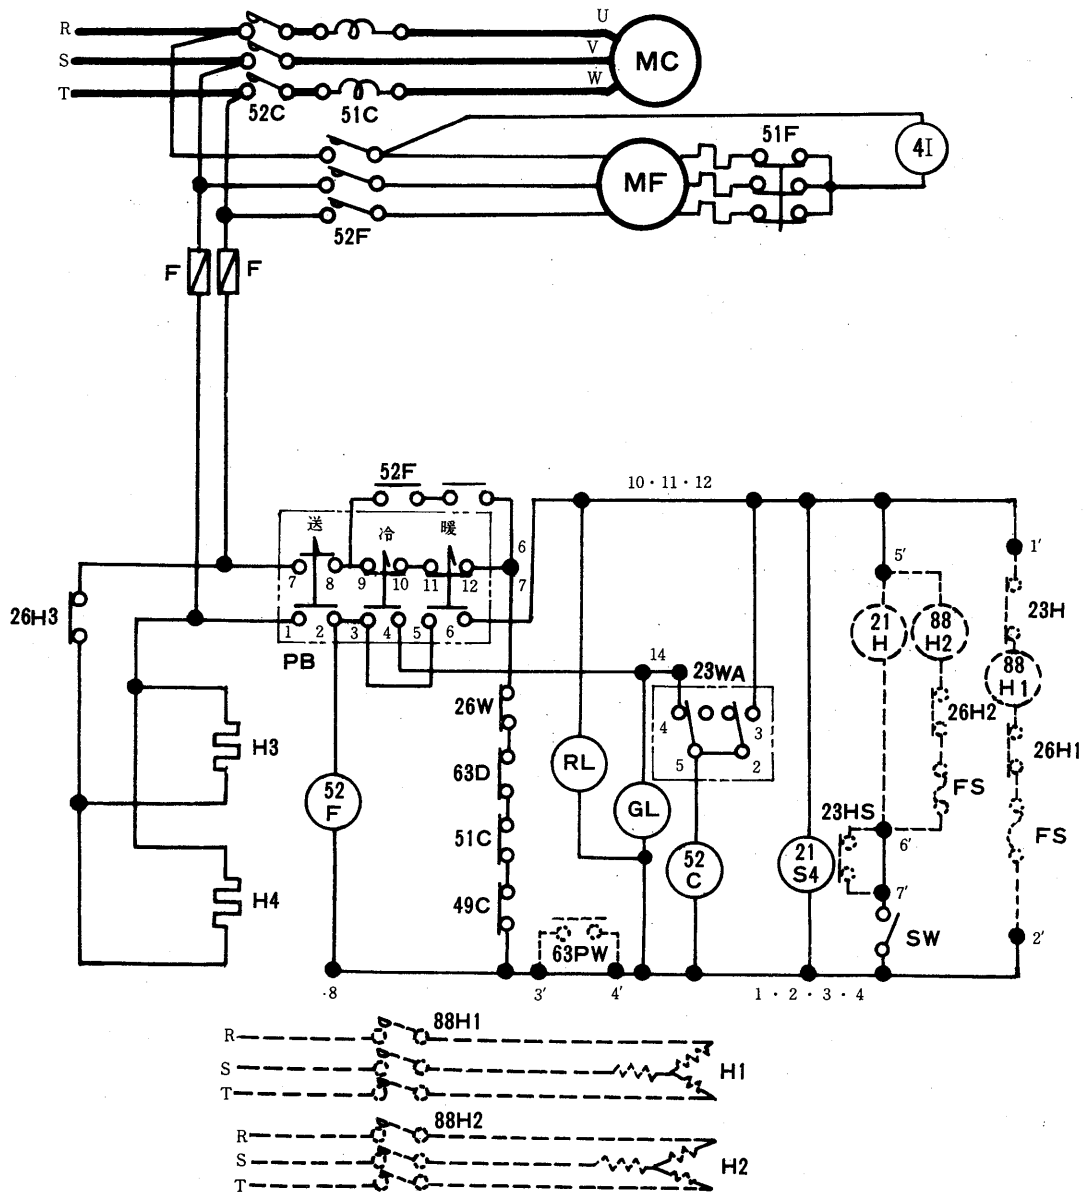 R
U
S
V
MC
T
W
52C
51C
51F
4I
MF
52F
F
F
52F
10・11・12
送
冷
暖
6
5′
1′
7
8
9
10
11
12
7
26H3
21
H
88
H2
23H
1
2
3
4
5
6
PB
14
23WA
88
H1
26W
4
3
26H2
H3
63D
RL
5
2
26H1
52
F
GL
FS
23HS
51C
52
C
21
S4
6′
FS
H4
49C
7′
63PW
SW
2′
8
3′
4′
1・2・3・4
R
88H1
S
H1
T
88H2
R
S
H2
T